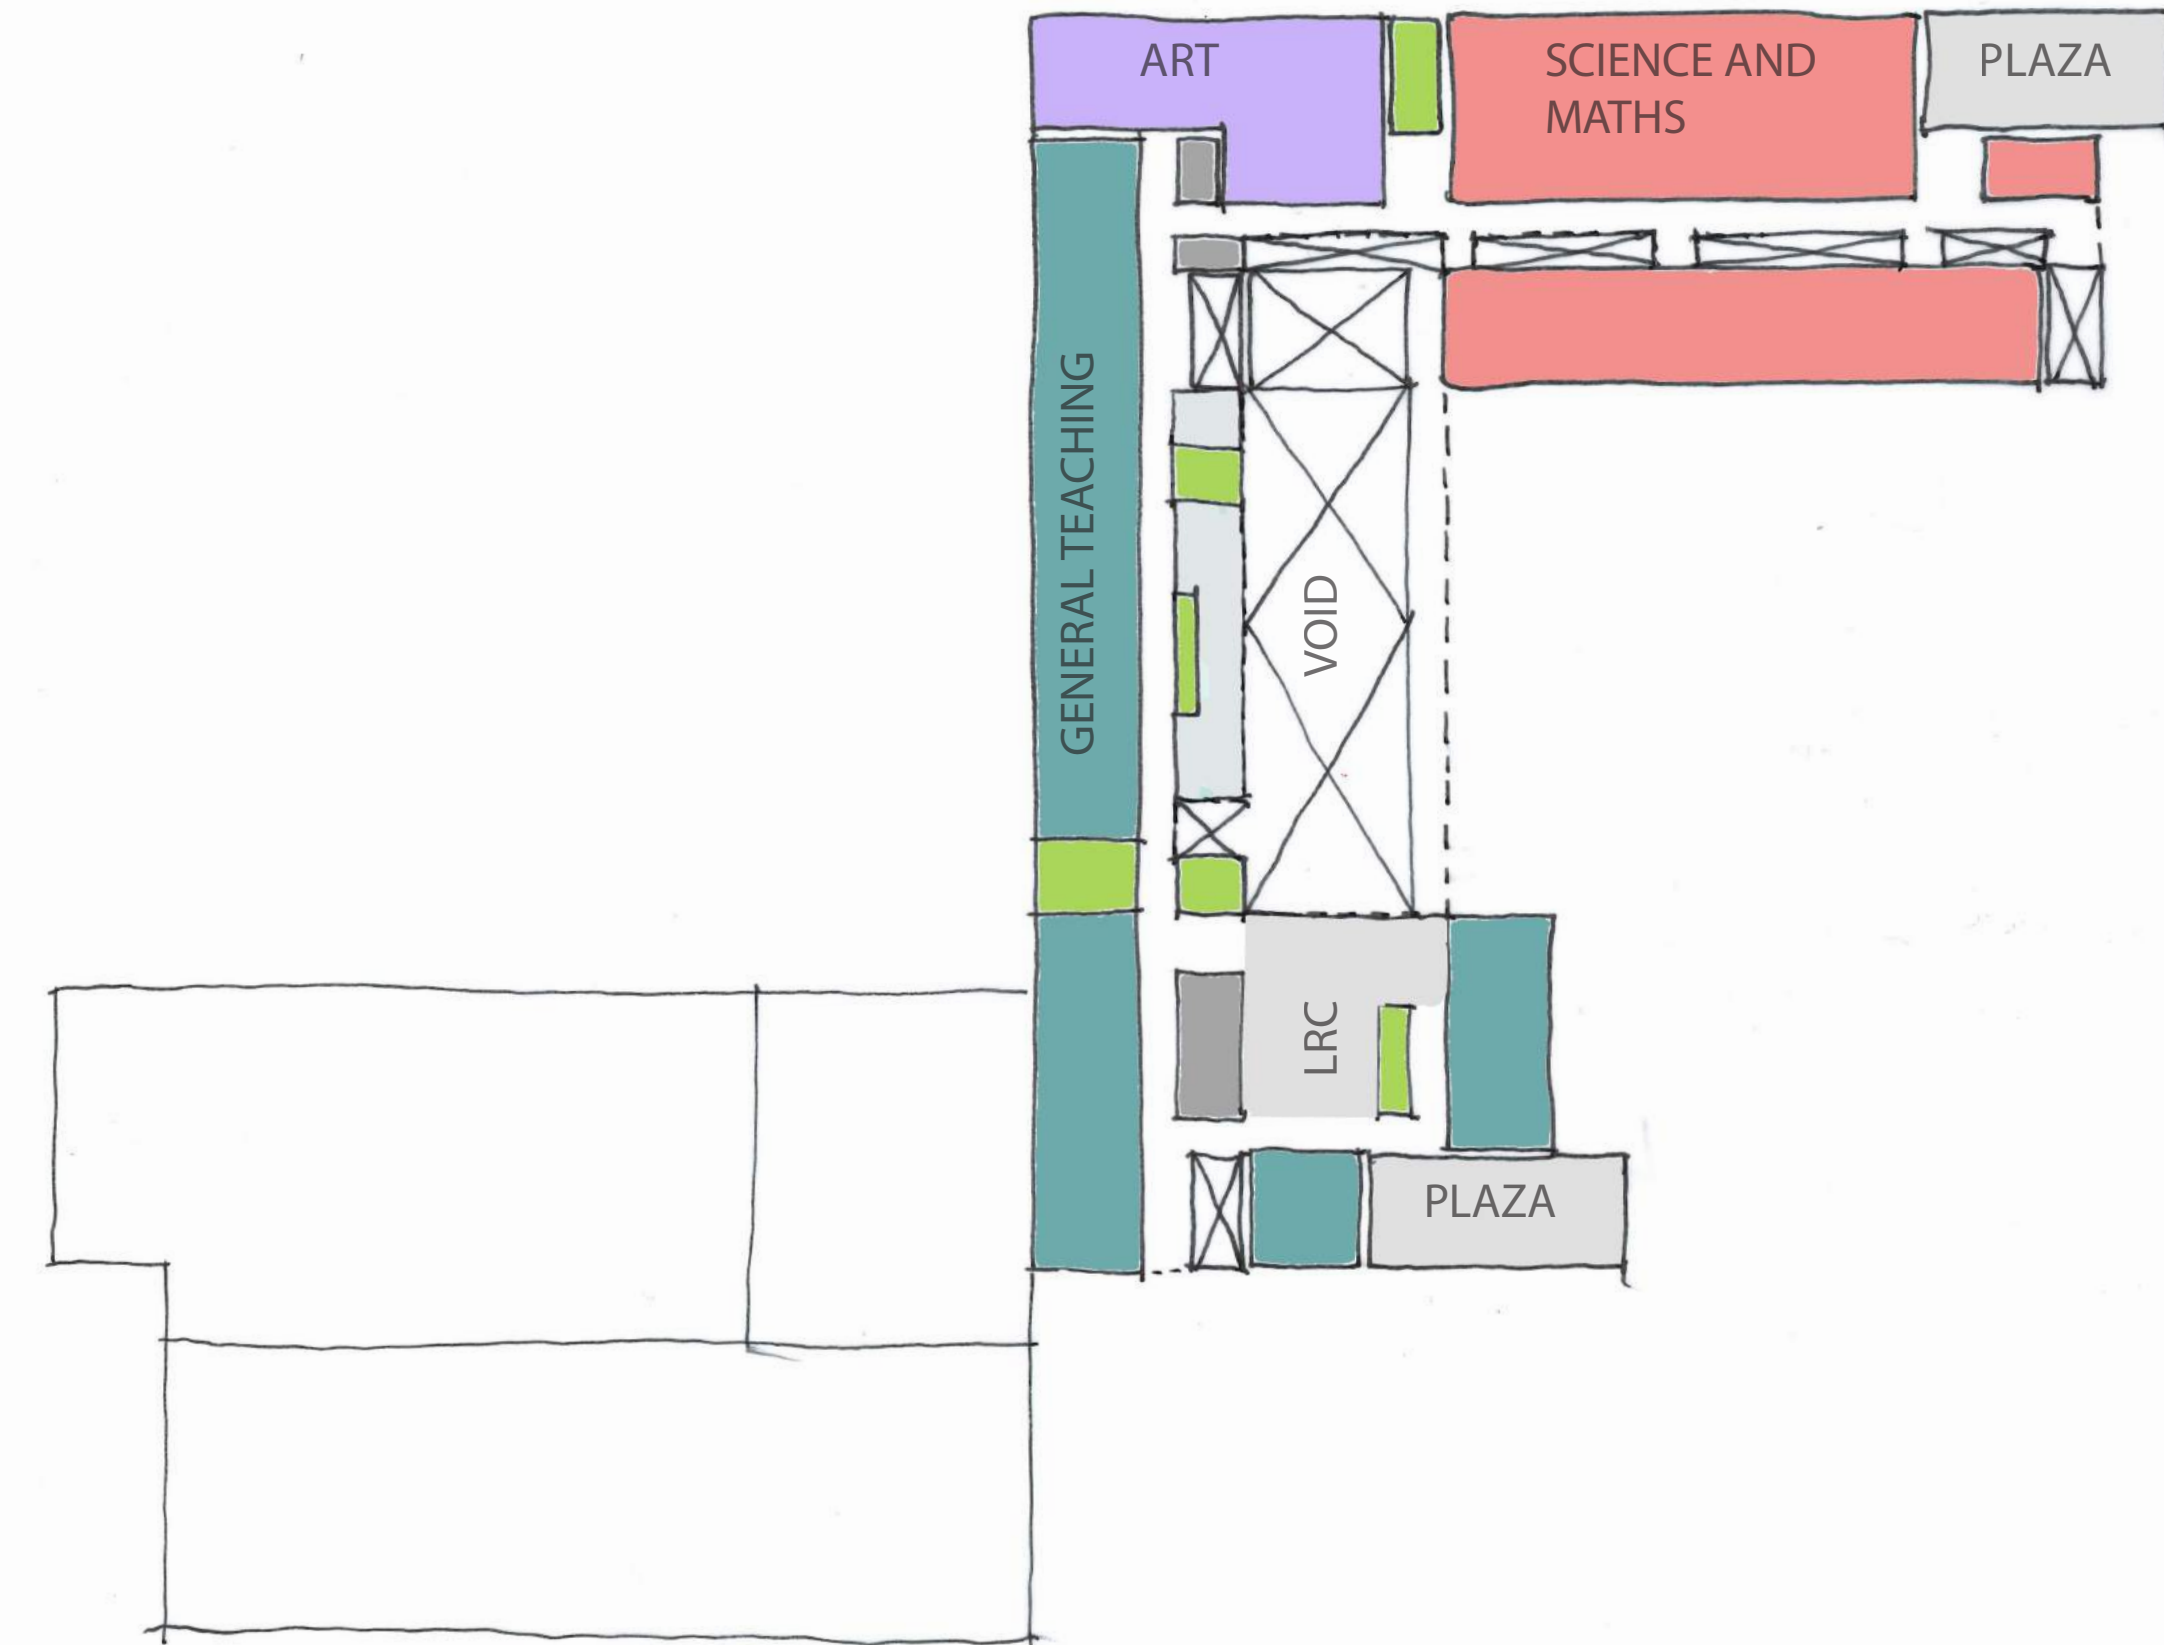 ART
SCIENCE AND
MATHS
PLAZA
GENERAL TEACHING
VOID
LRC
PLAZA